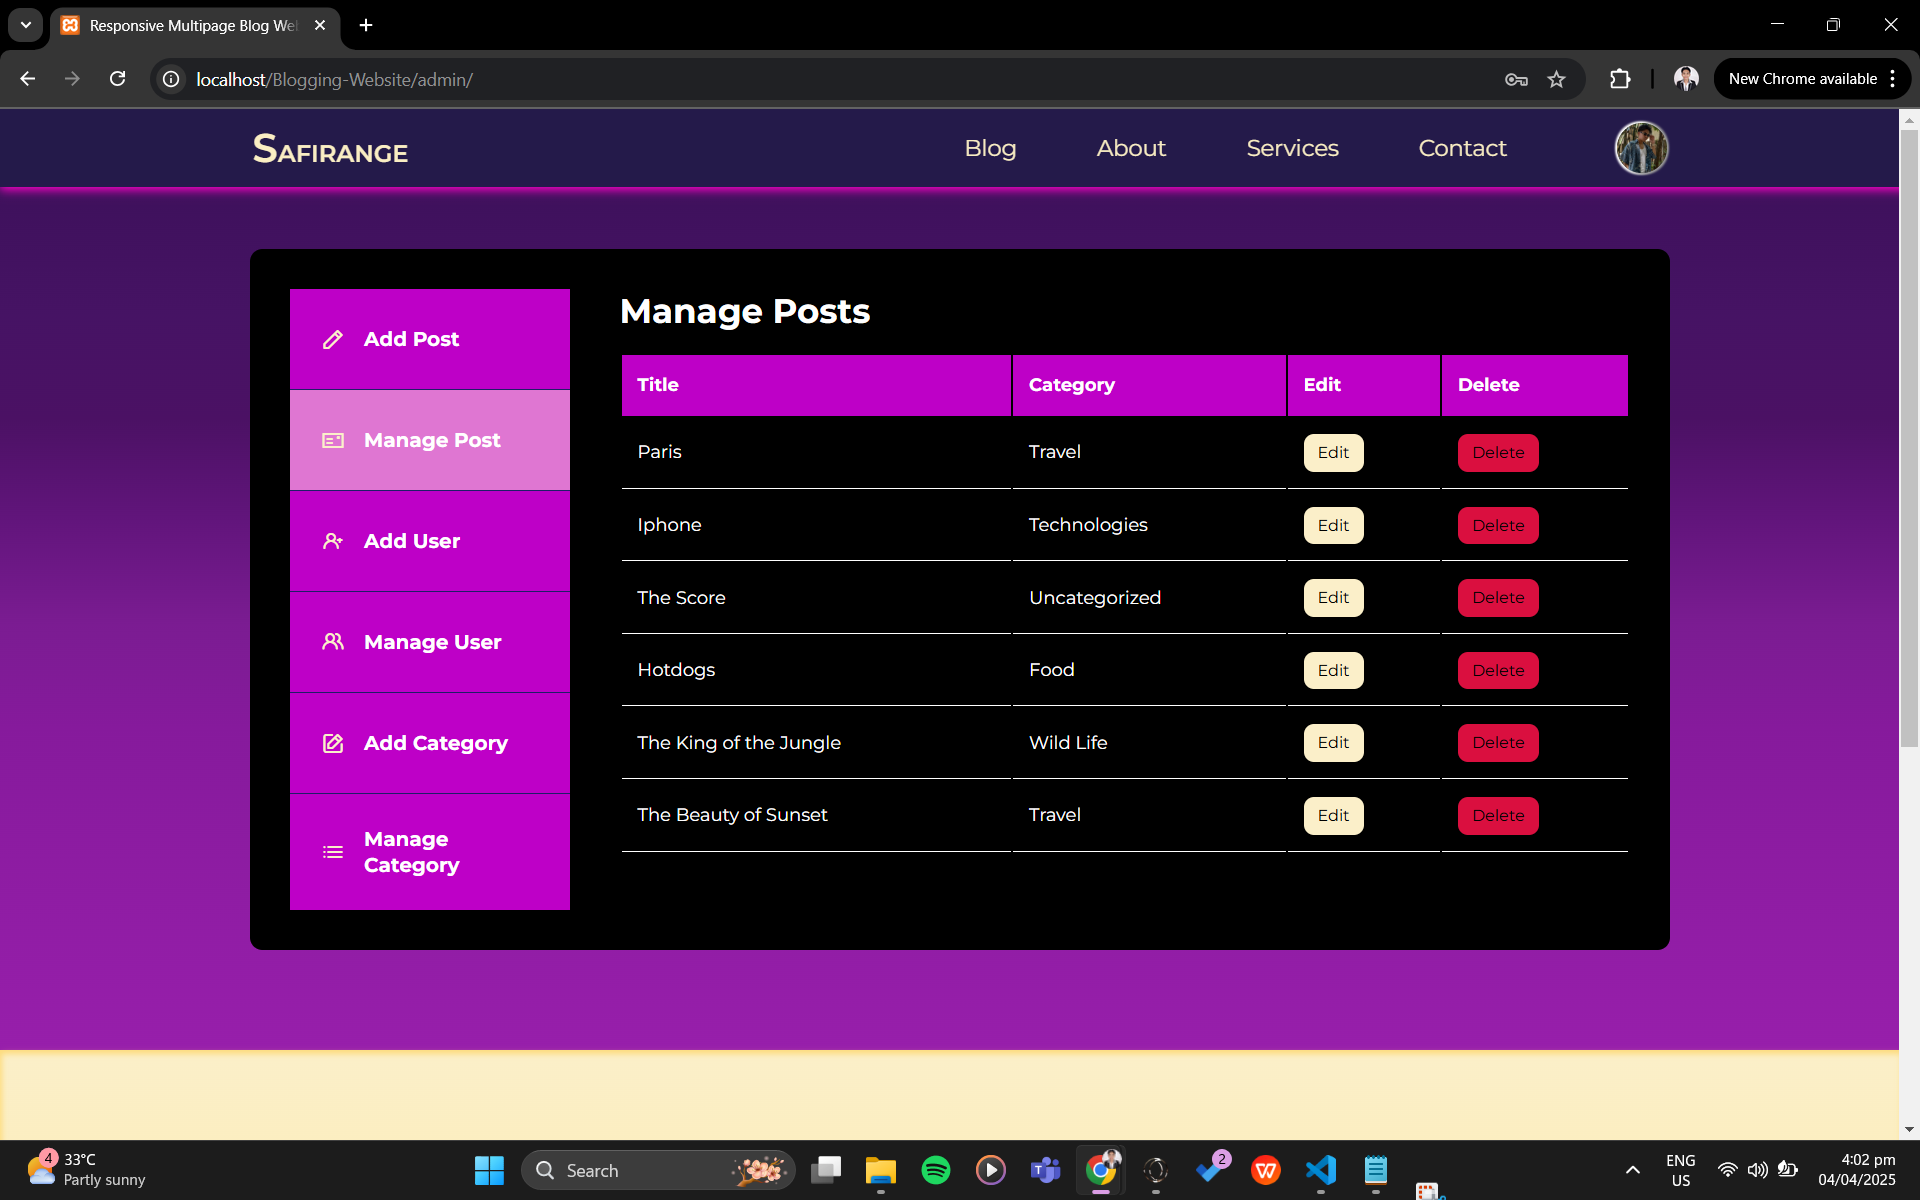 Responsive Multipage Blog We
localhost/Blogging-Website/admin/
New Chrome available
SAFIRANGE
Blog
About
Services
Contact
Add Post
Manage Post
Add User
Manage User
Add Category
Manage
Category
Manage Posts
Title Category Edit Delete
Paris Travel Edit Delete
Iphone Technologies Edit Delete
The Score Uncategorized Edit Delete
Hotdogs Food Edit Delete
The King of the Jungle Wild Life Edit Delete
The Beauty of Sunset Travel Edit Delete
4
33°C
Partly sunny
Search
2
ENG
US
4:02 pm
04/04/2025